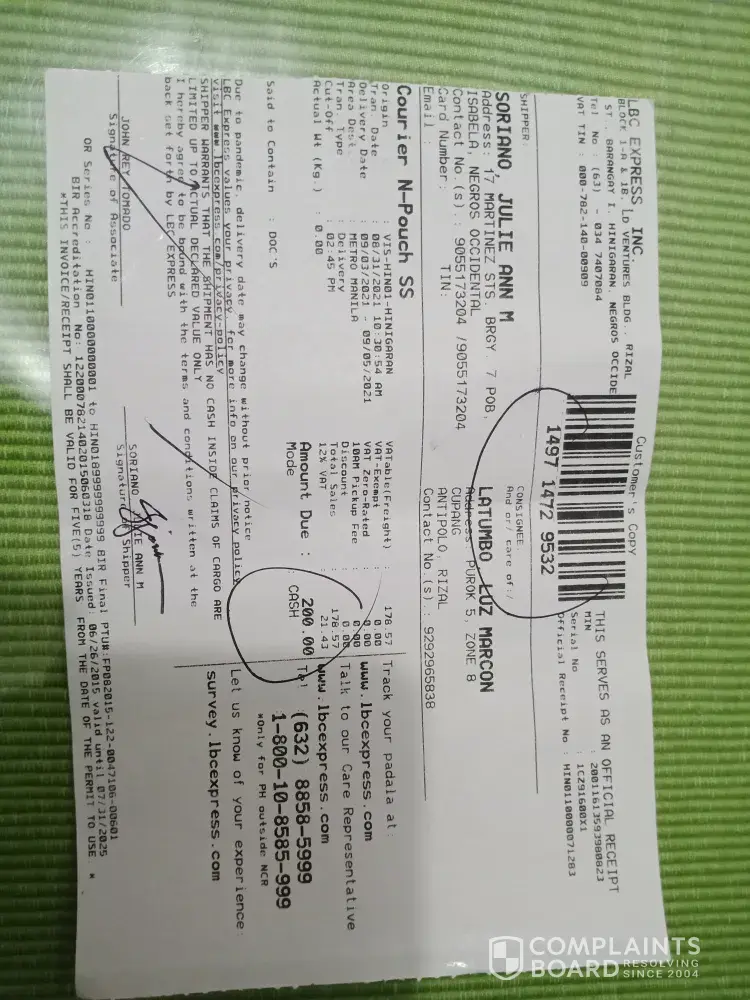 LBC EXPRESS INC.
BLOCK 1-A & 1B, LD VENTURES BLDG., RIZAL
ST., BARANGAY I, HINIGARAN, NEGROS OCCIDE
Tel No : (63) - 034 7407084
VAT TIN : 000-782-140-00909
Customer's Copy
1497 1472 9532
THIS SERVES AS AN OFFICIAL RECEIPT
MIN : 20011613593980823
Serial No : 1CZ91600X1
Official Receipt No : HIN0110000071283
SHIPPER:
SORIANO, JULIE ANN M
Address: 17 MARTINEZ STS. BRGY. 7 POB,
ISABELA, NEGROS OCCIDENTAL
Contact No.(s).: 9055173204 /9055173204
Card Number: TIN:
Email :
CONSIGNEE:
And or/ care of:/
LATUMBO, LUZ MARCON
Address: PUROK 5, ZONE 8
CUPANG
ANTIPOLO, RIZAL
Contact No.(s).: 9292965838
Courier N-Pouch SS
Origin : VIS-HIN01-HINIGARAN
Tran. Date : 08/31/2021 10:30:54 AM
Delivery Date : 09/03/2021 - 09/05/2021
Area Dest : METRO MANILA
Tran. Type : Delivery
Cut-Off : 02:45 PM
Actual Wt (Kg.) : 0.00
Said to Contain : DOC'S
VATable(Freight) : 178.57
VAT-Exempt : 0.00
VAT Zero-Rated : 0.00
10AM Pickup Fee : 0.00
Discount : 0.00
Total Sales : 178.57
12% VAT : 21.43
Amount Due : 200.00
Mode : CASH
Track your padala at:
www.lbcexpress.com
Talk to our Care Representative
www.lbcexpress.com
Tel (632) 8858-5999
1-800-10-8585-999
*Only for PH outside NCR
Let us know of your experience:
survey.lbcexpress.com
Due to pandemic, delivery date may change without prior notice
LBC Express values your privacy, for more info on our privacy policy
visit www.lbcexpress.com/privacy-policy
SHIPPER WARRANTS THAT THE SHIPMENT HAS NO CASH INSIDE CLAIMS OF CARGO ARE
LIMITED UP TO ACTUAL DECLARED VALUE ONLY
I hereby agree to be bound with the terms and conditions written at the
back set forth by LBC EXPRESS
JOHN REY TOMADO
Signature of Associate
SORIANO, JULIE ANN M
Signature of Shipper
OR Series No : HIN0110000000001 to HIN0189999999999 BIR Final PTU#:FP082015-122-0047106-00601
BIR Accreditation No: 1220007821402015060318 Date Issued: 06/26/2015 valid until 07/31/2025
*THIS INVOICE/RECEIPT SHALL BE VALID FOR FIVE(5) YEARS FROM THE DATE OF THE PERMIT TO USE. *
COMPLAINTS
BOARD RESOLVING
SINCE 2004